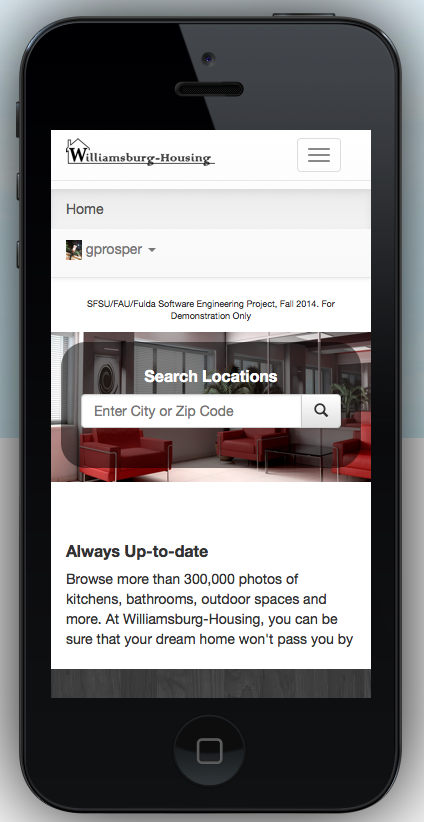 Williamsburg-Housing
Home
gprosper
SFSU/FAU/Fulda Software Engineering Project, Fall 2014. For
Demonstration Only
Search Locations
Enter City or Zip Code
Always Up-to-date
Browse more than 300,000 photos of
kitchens, bathrooms, outdoor spaces and
more. At Williamsburg-Housing, you can be
sure that your dream home won't pass you by